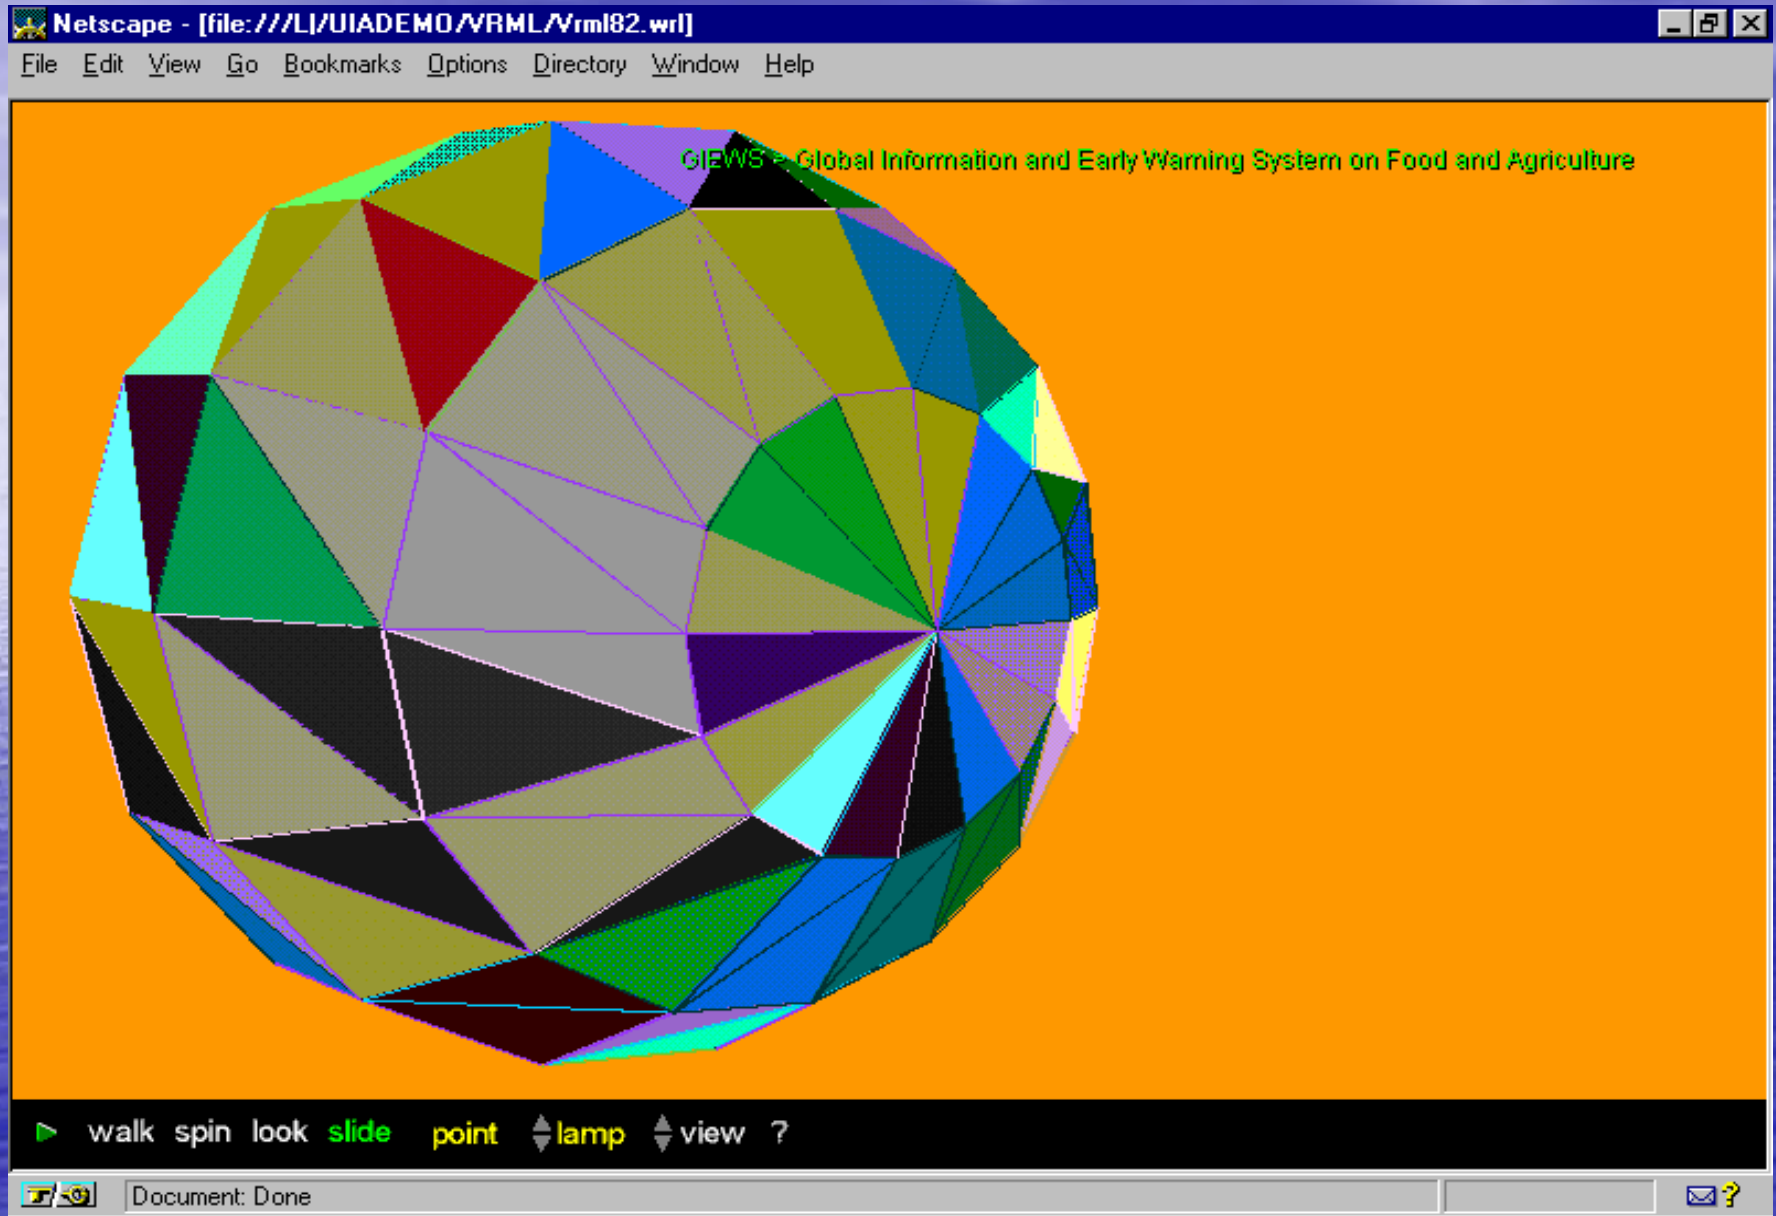 Netscape - [file:///L|/UIADEMO/VRML/Vrml82.wrl]
File Edit View Go Bookmarks Options Directory Window Help
GIEWS > Global Information and Early Warning System on Food and Agriculture
walk spin look slide point lamp view ?
Document: Done